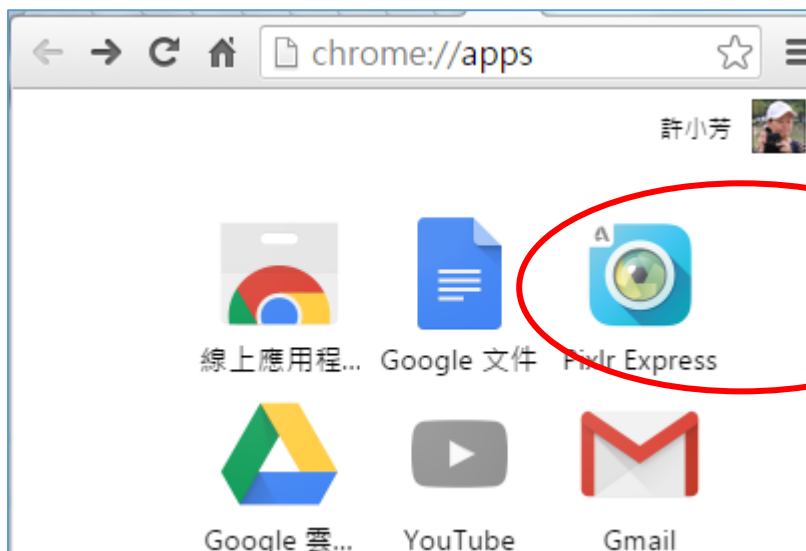 chrome://apps
許小芳
線上應用程... Google 文件 Pixlr Express
Google 雲... YouTube Gmail